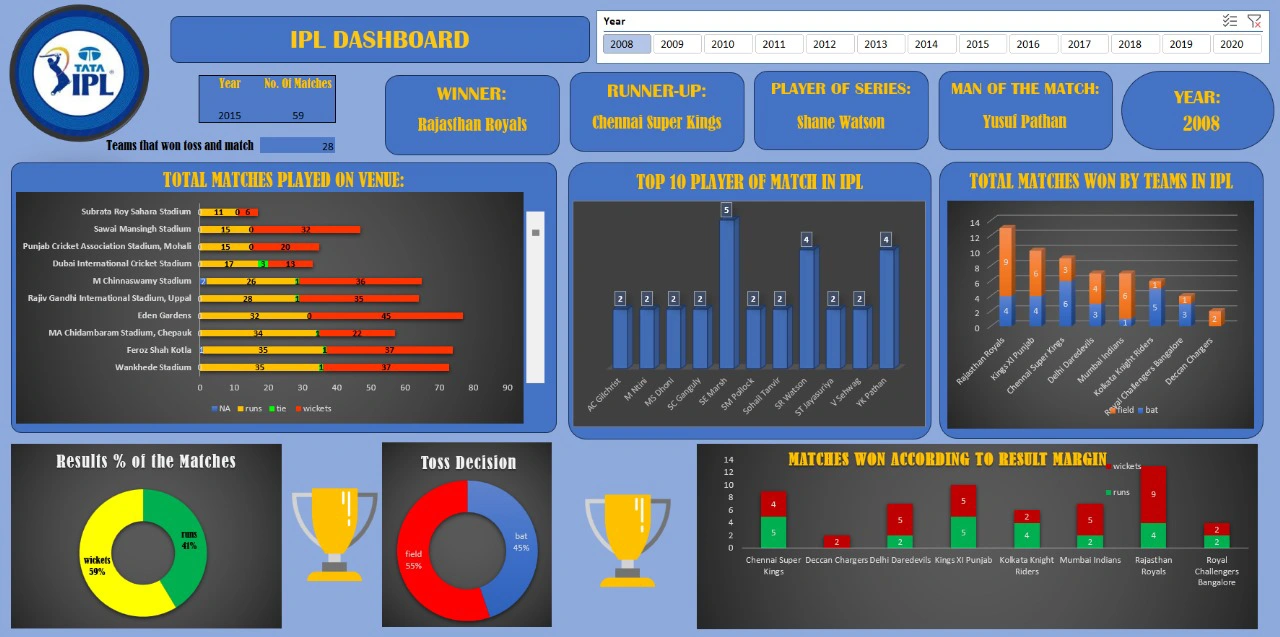 TATA
IPL
IPL DASHBOARD
Year
2008 2009 2010 2011 2012 2013 2014 2015 2016 2017 2018 2019 2020
Year No. Of Matches
2015 59
Teams that won toss and match 28
WINNER:
Rajasthan Royals
RUNNER-UP:
Chennai Super Kings
PLAYER OF SERIES:
Shane Watson
MAN OF THE MATCH:
Yusuf Pathan
YEAR:
2008
TOTAL MATCHES PLAYED ON VENUE:
Subrata Roy Sahara Stadium 11 0 6
Sawai Mansingh Stadium 15 0 32
Punjab Cricket Association Stadium, Mohali 15 0 20
Dubai International Cricket Stadium 17 3 13
M Chinnaswamy Stadium 2 26 1 36
Rajiv Gandhi International Stadium, Uppal 28 1 35
Eden Gardens 32 0 45
MA Chidambaram Stadium, Chepauk 34 1 22
Feroz Shah Kotla 1 35 1 37
Wankhede Stadium 35 1 37
0 10 20 30 40 50 60 70 80 90
NA runs tie wickets
TOP 10 PLAYER OF MATCH IN IPL
2 2 2 2 5 2 2 4 2 2 4
AC Gilchrist
M Ntini
MS Dhoni
SC Ganguly
SE Marsh
SM Pollock
Sohail Tanvir
SR Watson
ST Jayasuriya
V Sehwag
YK Pathan
TOTAL MATCHES WON BY TEAMS IN IPL
14
12
10
8
6
4
2
0
9 6 3 4 6 1 1 2
4 4 6 3 1 5 3
Rajasthan Royals
Kings XI Punjab
Chennai Super Kings
Delhi Daredevils
Mumbai Indians
Kolkata Knight Riders
Royal Challengers Bangalore
Deccan Chargers
field bat
Results % of the Matches
runs
41%
wickets
59%
Toss Decision
bat
45%
field
55%
MATCHES WON ACCORDING TO RESULT MARGIN
wickets
runs
14
12
10
8
6
4
2
0
4 2 5 5 2 5 9 2
5 2 5 4 2 4 2
Chennai Super Kings
Deccan Chargers
Delhi Daredevils
Kings XI Punjab
Kolkata Knight Riders
Mumbai Indians
Rajasthan Royals
Royal Challengers Bangalore